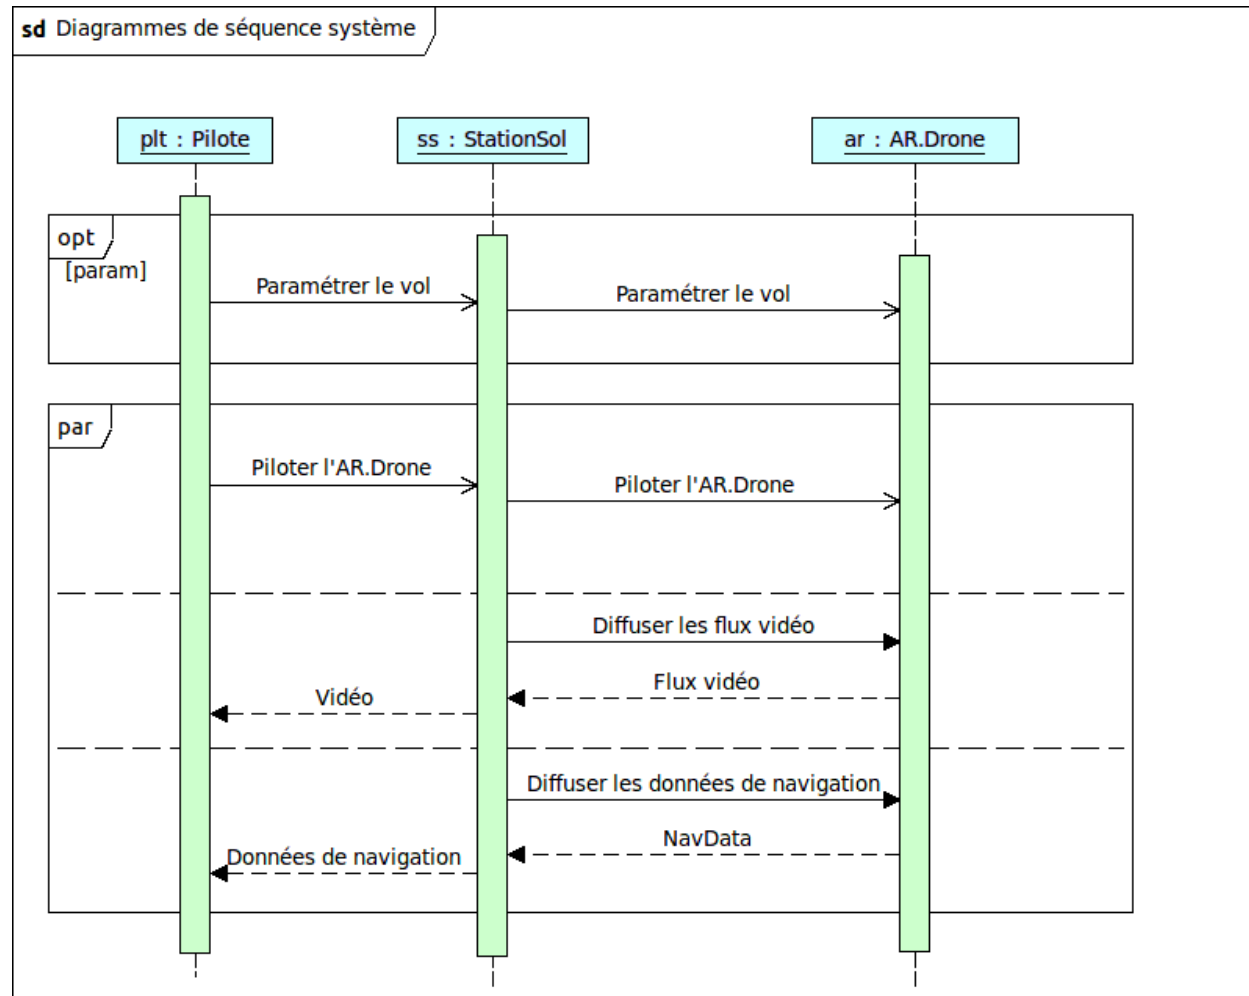 sd Diagrammes de séquence système
plt : Pilote
ss : StationSol
ar : AR.Drone
opt
[param]
Paramétrer le vol
Paramétrer le vol
par
Piloter l'AR.Drone
Piloter l'AR.Drone
Diffuser les flux vidéo
Flux vidéo
Vidéo
Diffuser les données de navigation
NavData
Données de navigation